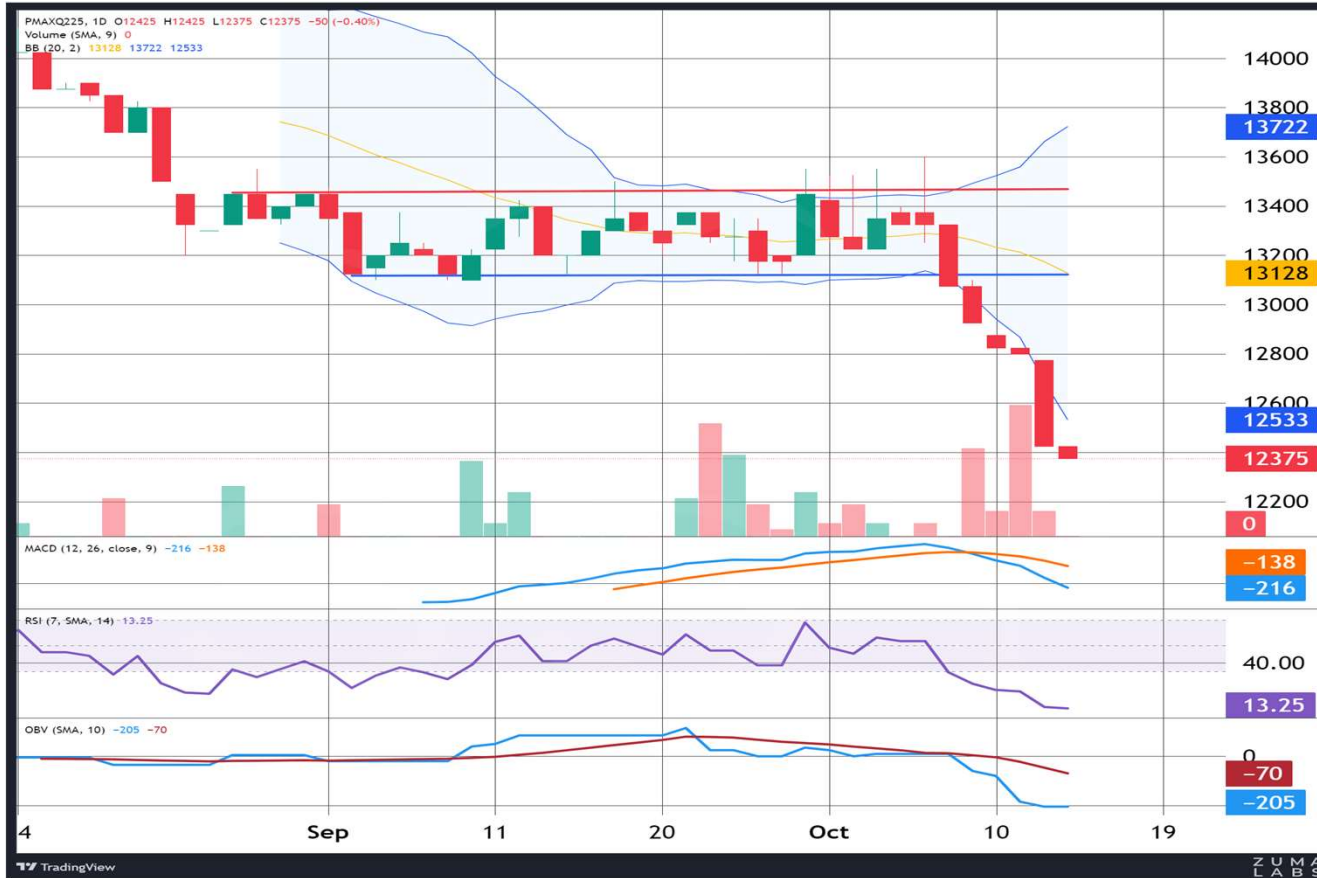 PMAXQ225, 1D O12425 H12425 L12375 C12375 −50 (−0.40%)
Volume (SMA, 9) 0
BB (20, 2) 13128 13722 12533
14000
13800
13722
13600
13400
13200
13128
13000
12800
12600
12533
12375
12200
0
MACD (12, 26, close, 9) −216 −138
−138
−216
RSI (7, SMA, 14) 13.25
40.00
13.25
OBV (SMA, 10) −205 −70
0
−70
−205
4 Sep 11 20 Oct 10 19
TradingView
ZUMA
LABS